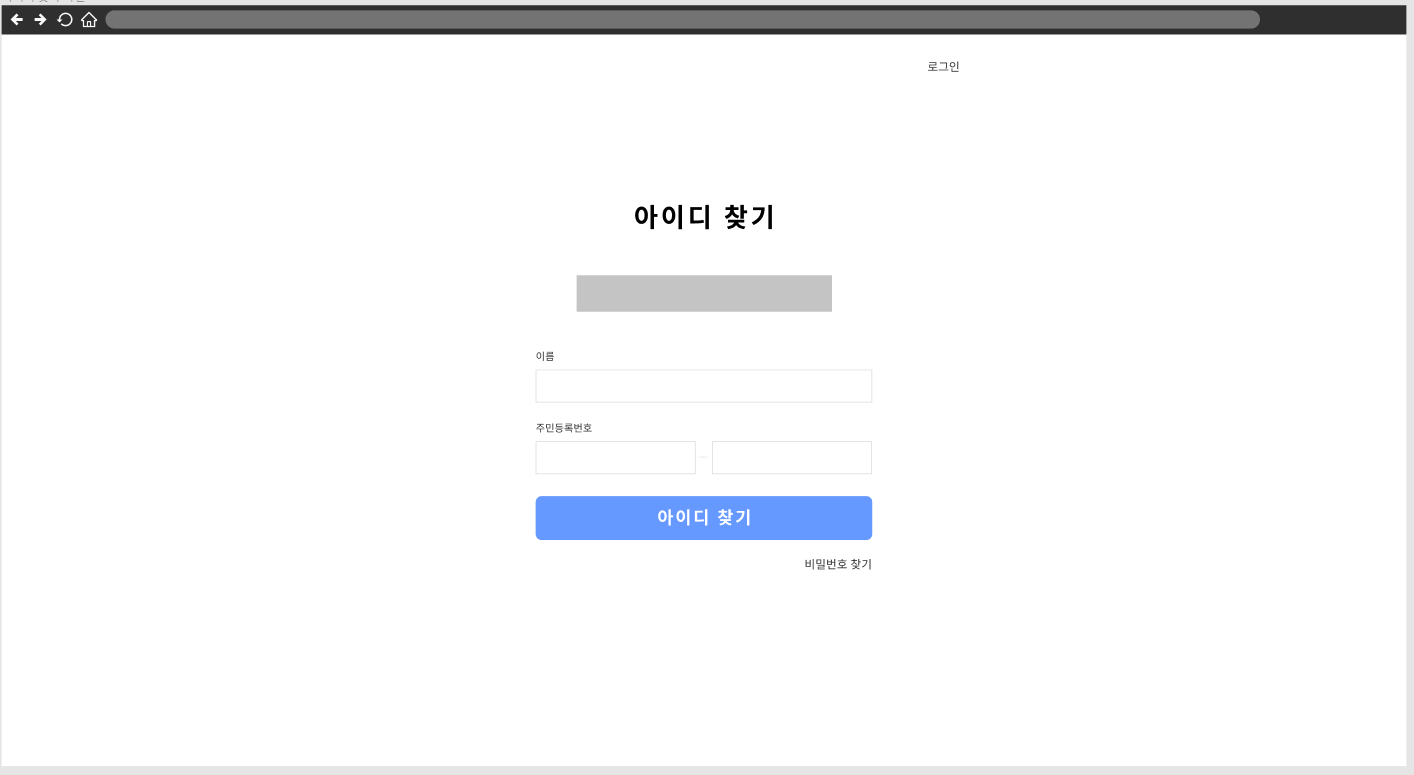 로그인
아이디 찾기
이름
주민등록번호
아이디 찾기
비밀번호 찾기